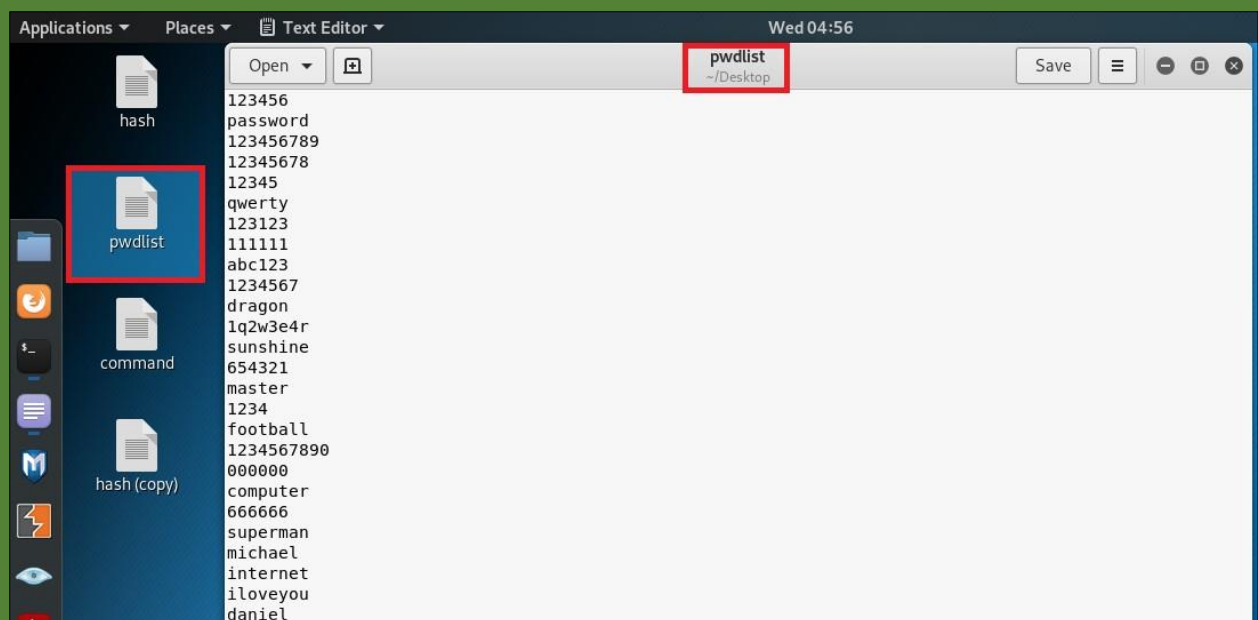 Applications Places Text Editor Wed 04:56
Open pwdlist Save
~/Desktop
hash
pwdlist
command
hash (copy)
$_
123456
password
123456789
12345678
12345
qwerty
123123
111111
abc123
1234567
dragon
1q2w3e4r
sunshine
654321
master
1234
football
1234567890
000000
computer
666666
superman
michael
internet
iloveyou
daniel